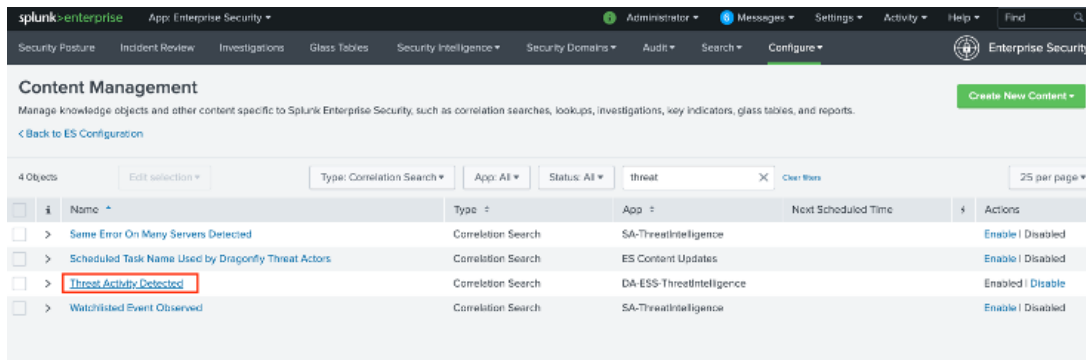 splunk>enterprise App: Enterprise Security ▾ i Administrator ▾ 6 Messages ▾ Settings ▾ Activity ▾ Help ▾ Find
Security Posture Incident Review Investigations Glass Tables Security Intelligence ▾ Security Domains ▾ Audit ▾ Search ▾ Configure ▾ Enterprise Security
Content Management
Create New Content ▾
Manage knowledge objects and other content specific to Splunk Enterprise Security, such as correlation searches, lookups, investigations, key indicators, glass tables, and reports.
< Back to ES Configuration
4 Objects Edit selection ▾ Type: Correlation Search ▾ App: All ▾ Status: All ▾ threat Clear filters 25 per page ▾
i Name Type App Next Scheduled Time Actions
> Same Error On Many Servers Detected Correlation Search SA-ThreatIntelligence Enable | Disabled
> Scheduled Task Name Used by Dragonfly Threat Actors Correlation Search ES Content Updates Enable | Disabled
> Threat Activity Detected Correlation Search DA-ESS-ThreatIntelligence Enabled | Disable
> Watchlisted Event Observed Correlation Search SA-ThreatIntelligence Enable | Disabled